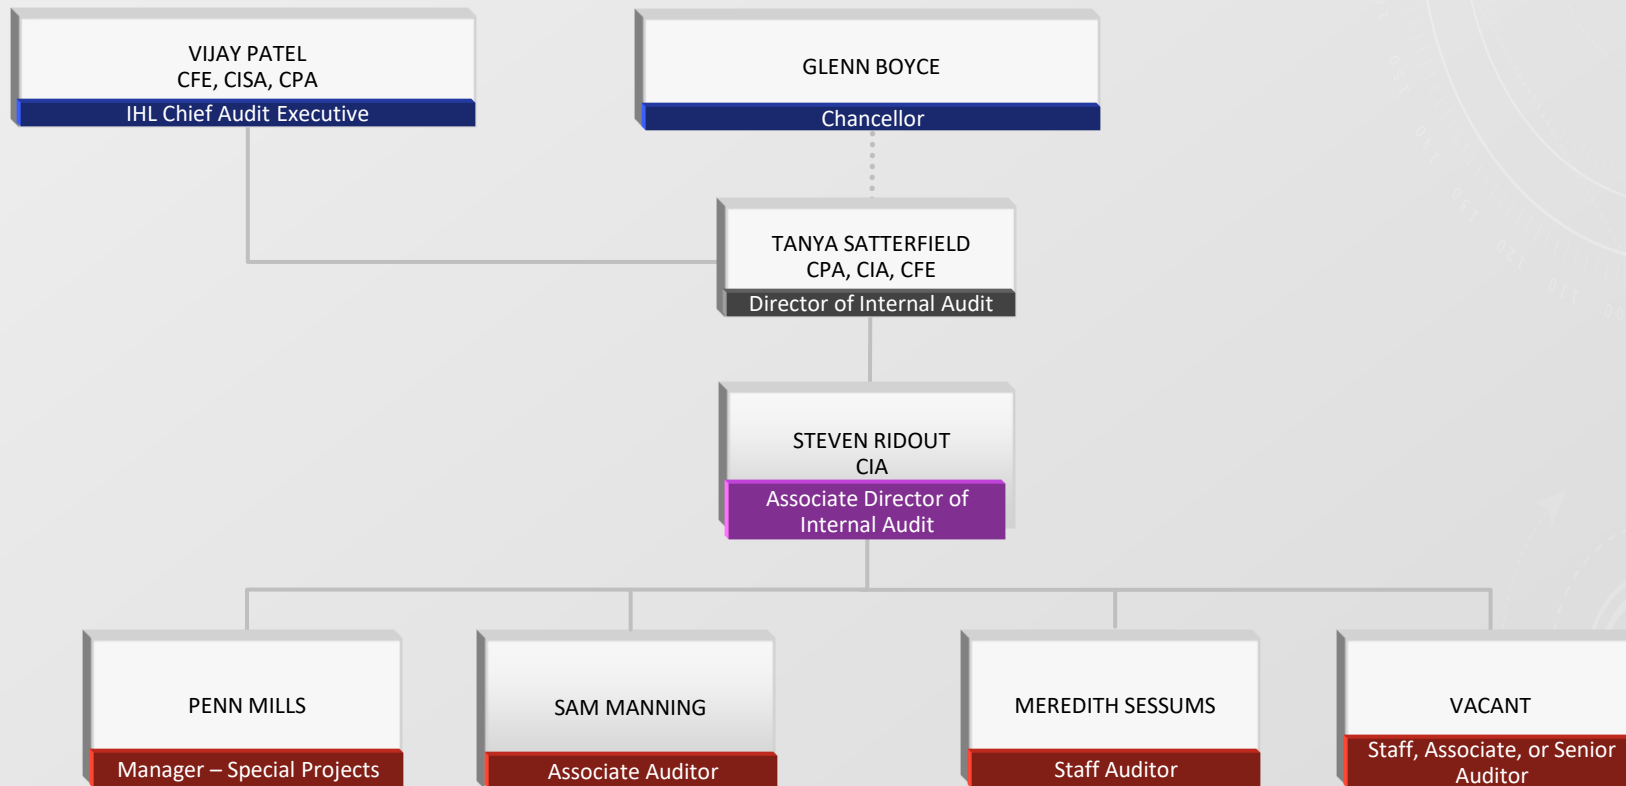 VIJAY PATEL
CFE, CISA, CPA
IHL Chief Audit Executive
GLENN BOYCE
Chancellor
TANYA SATTERFIELD
CPA, CIA, CFE
Director of Internal Audit
STEVEN RIDOUT
CIA
Associate Director of
Internal Audit
PENN MILLS
Manager – Special Projects
SAM MANNING
Associate Auditor
MEREDITH SESSUMS
Staff Auditor
VACANT
Staff, Associate, or Senior
Auditor